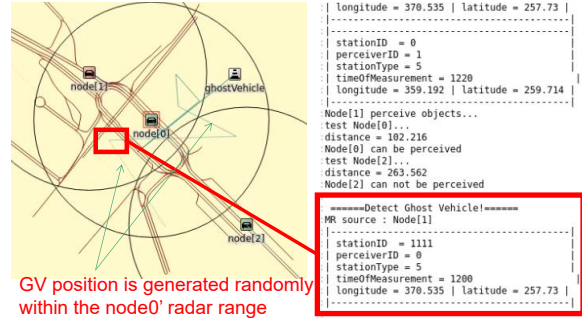 node[1]
ghostVehicle
node[0]
node[2]
GV position is generated randomly
within the node0' radar range
| longitude = 370.535 | latitude = 257.73 |
|------------------------------------------|
|------------------------------------------|
| stationID = 0
| perceiverID = 1
| stationType = 5
| timeOfMeasurement = 1220 |
| longitude = 359.192 | latitude = 259.714 |
|------------------------------------------|
Node[1] perceive objects...
test Node[0]...
distance = 102.216
Node[0] can be perceived
test Node[2]...
distance = 263.562
Node[2] can not be perceived
======Detect Ghost Vehicle!======
MR source : Node[1]
|------------------------------------------|
| stationID = 1111
| perceiverID = 0
| stationType = 5
| timeOfMeasurement = 1200 |
| longitude = 370.535 | latitude = 257.73 |
|------------------------------------------|